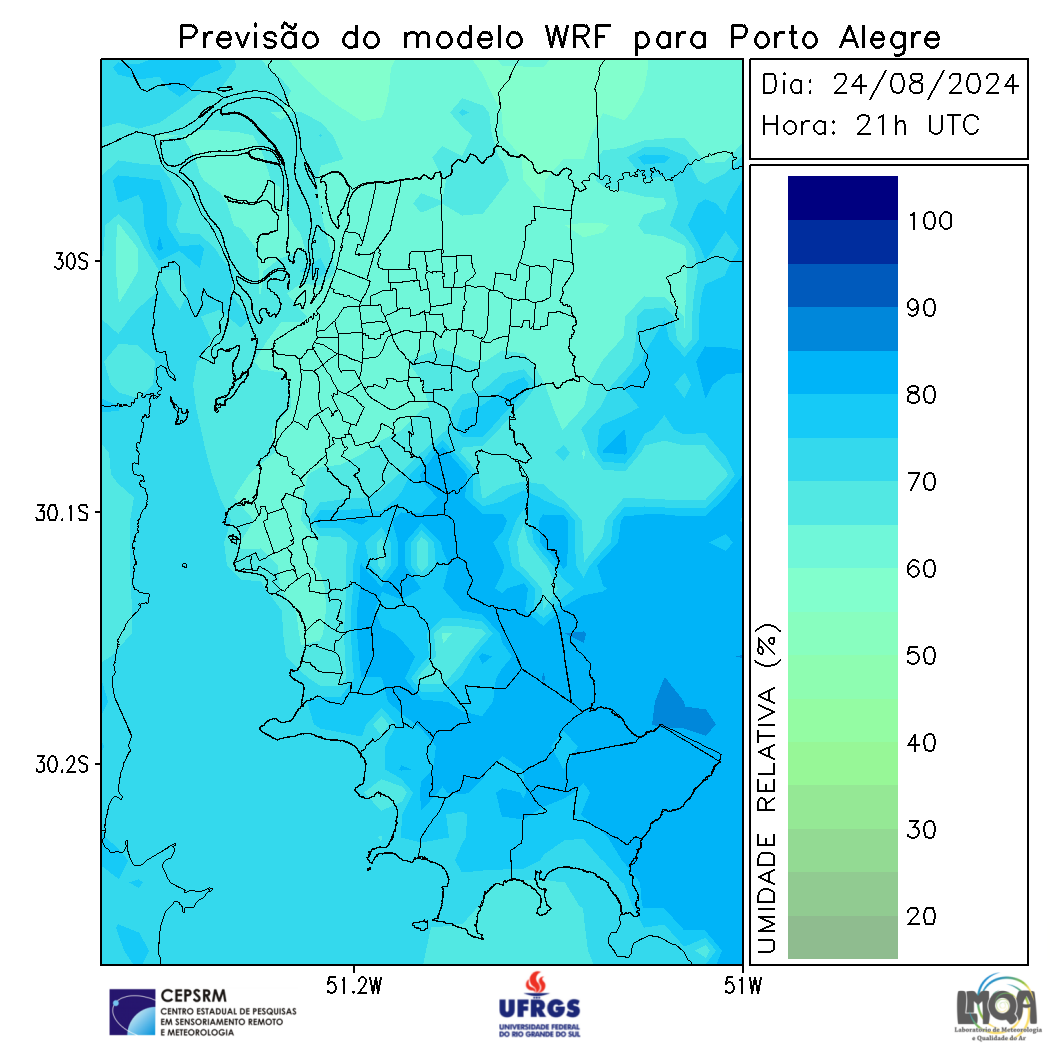 Previsão do modelo WRF para Porto Alegre
Dia: 24/08/2024
Hora: 21h UTC
30S
30.1S
30.2S
51.2W
51W
UMIDADE RELATIVA (%)
100
90
80
70
60
50
40
30
20
CEPSRM
CENTRO ESTADUAL DE PESQUISAS
EM SENSORIAMENTO REMOTO
E METEOROLOGIA
UFRGS
UNIVERSIDADE FEDERAL
DO RIO GRANDE DO SUL
LMQA
Laboratório de Meteorologia
e Qualidade do Ar